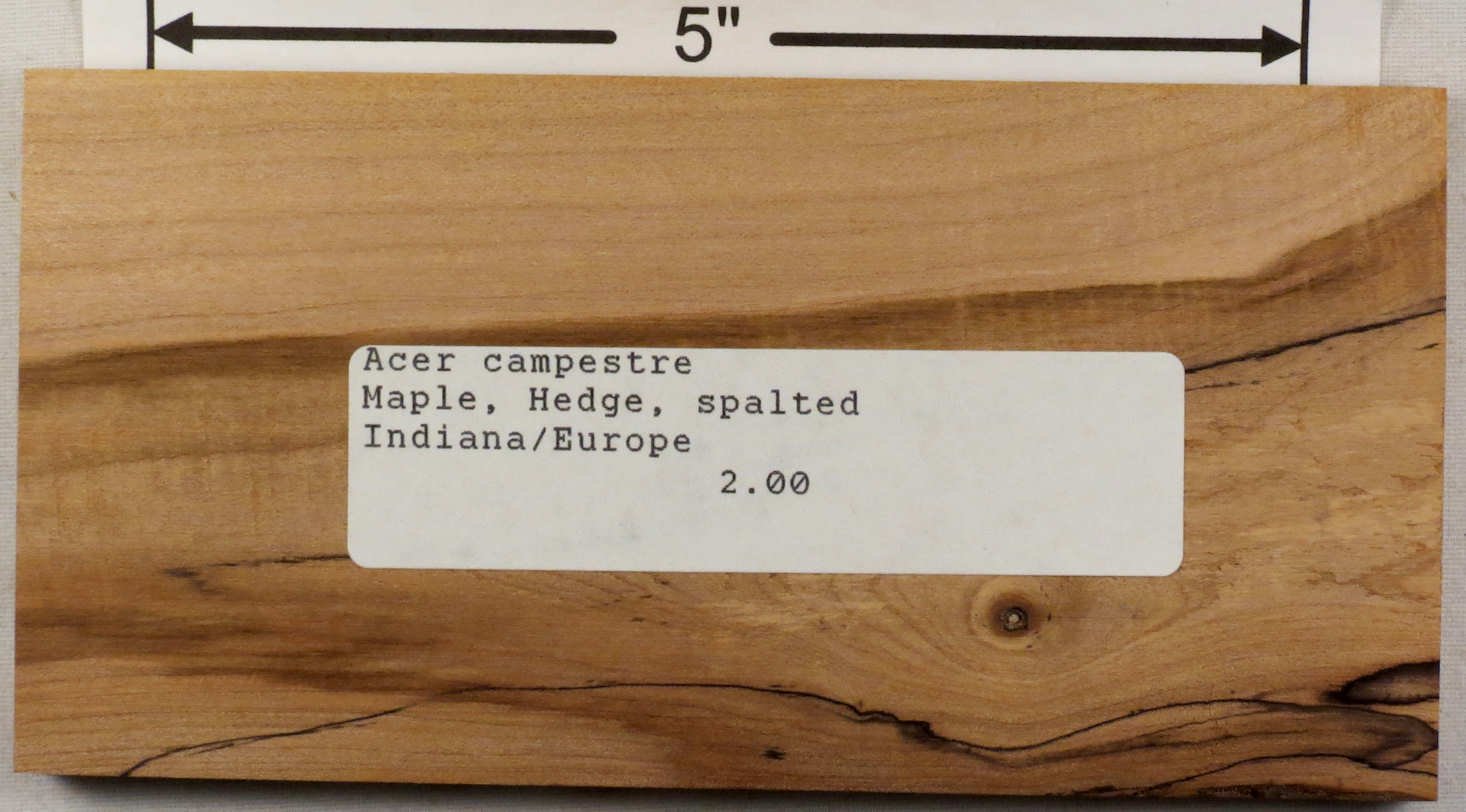 5"
Acer campestre
Maple, Hedge, spalted
Indiana/Europe
2.00